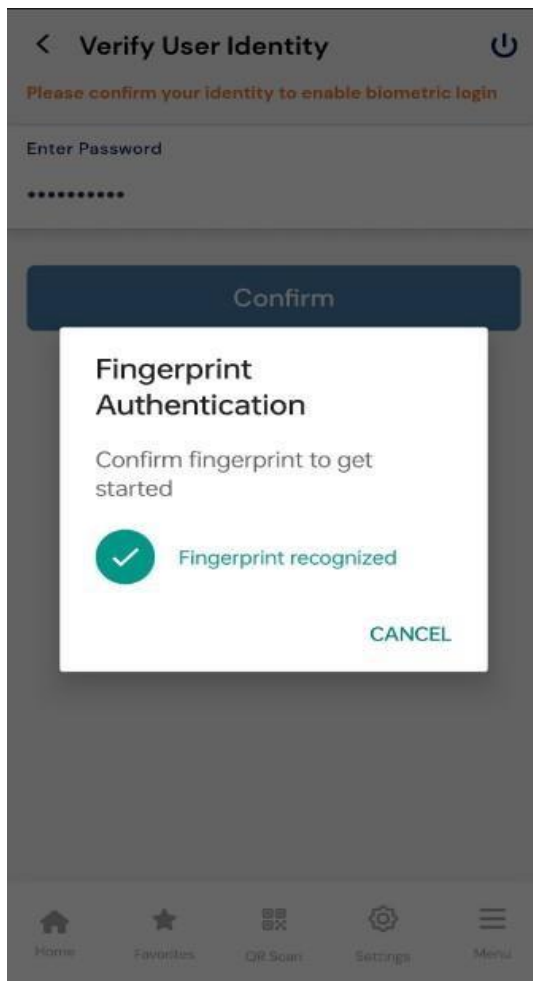 Verify User Identity
Please confirm your identity to enable biometric login
Enter Password
••••••••••
Confirm
Fingerprint
Authentication
Confirm fingerprint to get
started
Fingerprint recognized
CANCEL
Home Favorites QR Scan Settings Menu